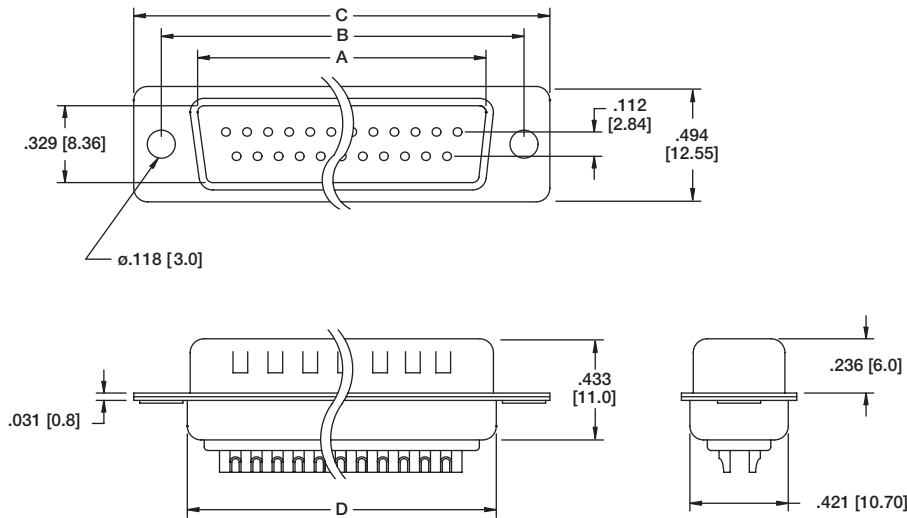 C
B
A
.112
[2.84]
.329 [8.36]
.494
[12.55]
ø.118 [3.0]
.433
[11.0]
.236 [6.0]
.031 [0.8]
D
.421 [10.70]